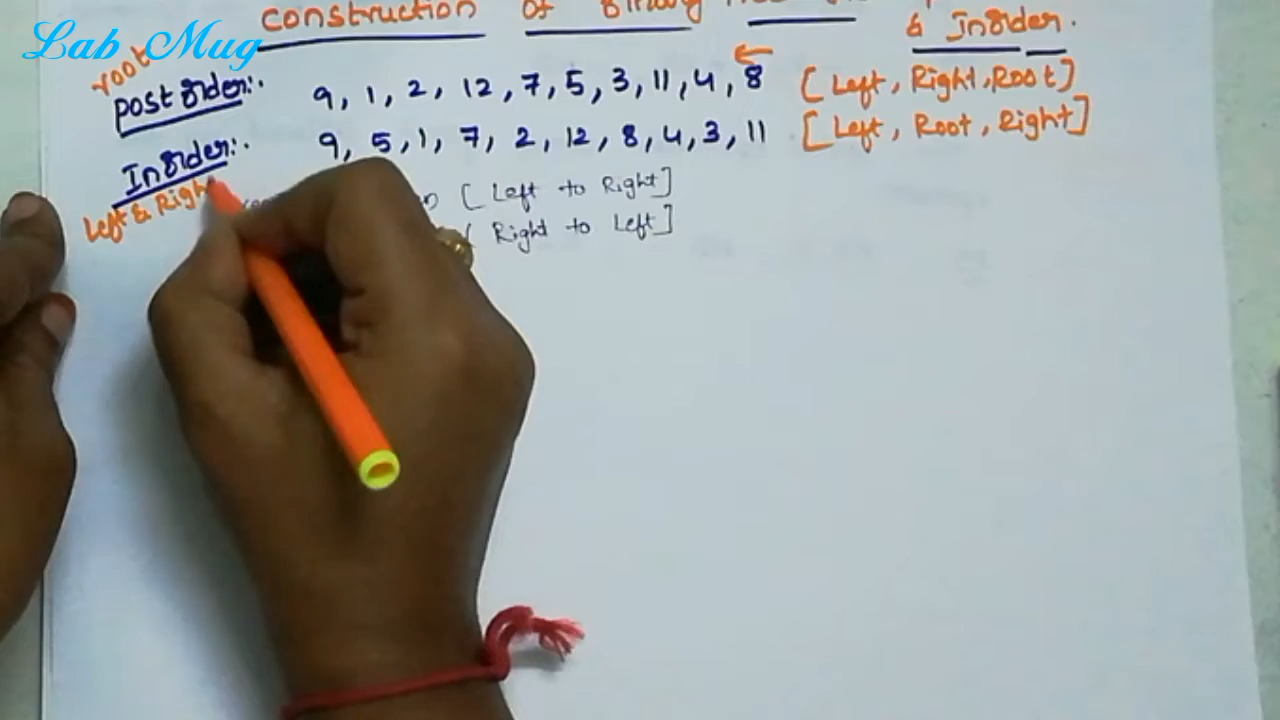 construction of Binary
& Inorder.
Lab Mug
root
postorder:. 9, 1, 2, 12, 7, 5, 3, 11, 4, 8 [Left, Right, Root]
Inorder:. 9, 5, 1, 7, 2, 12, 8, 4, 3, 11 [Left, Root, Right]
Left & Right
[Left to Right]
[Right to Left]